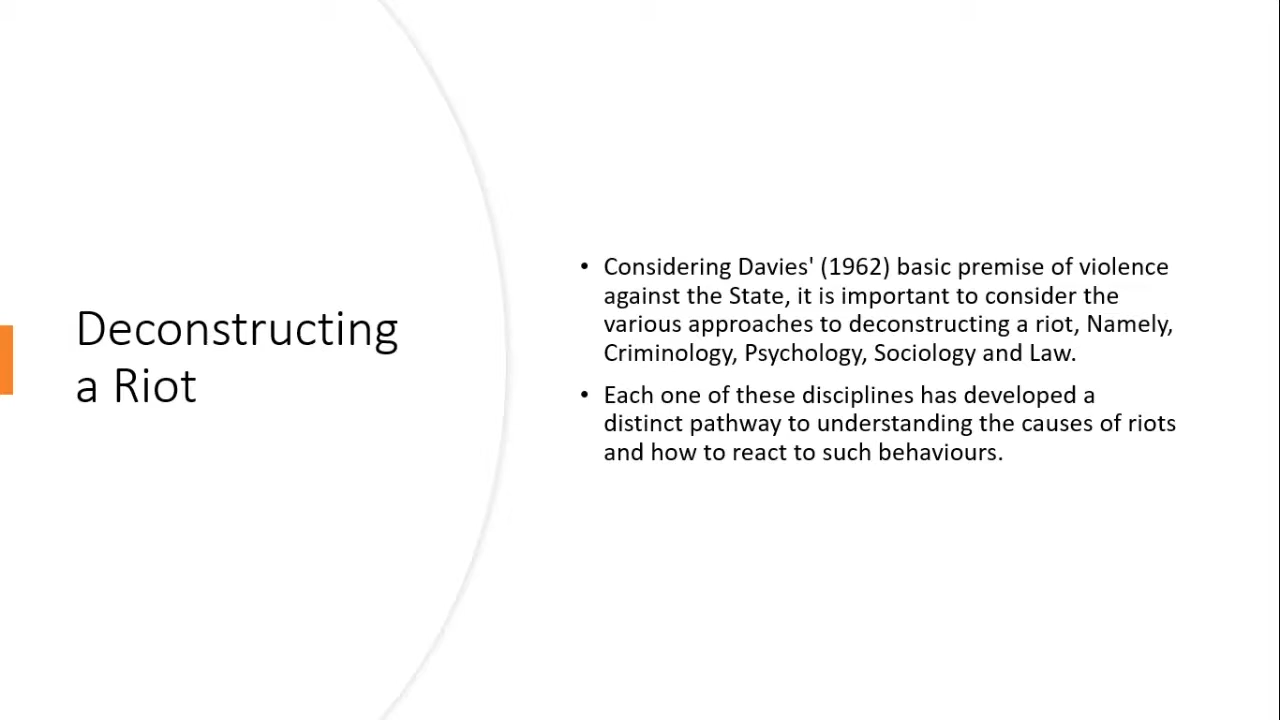 Deconstructing
a Riot
• Considering Davies' (1962) basic premise of violence
against the State, it is important to consider the
various approaches to deconstructing a riot, Namely,
Criminology, Psychology, Sociology and Law.
• Each one of these disciplines has developed a
distinct pathway to understanding the causes of riots
and how to react to such behaviours.